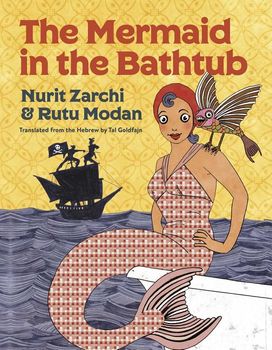 The Mermaid
in the Bathtub
Nurit Zarchi
& Rutu Modan
Translated from the Hebrew by Tal Goldfajn